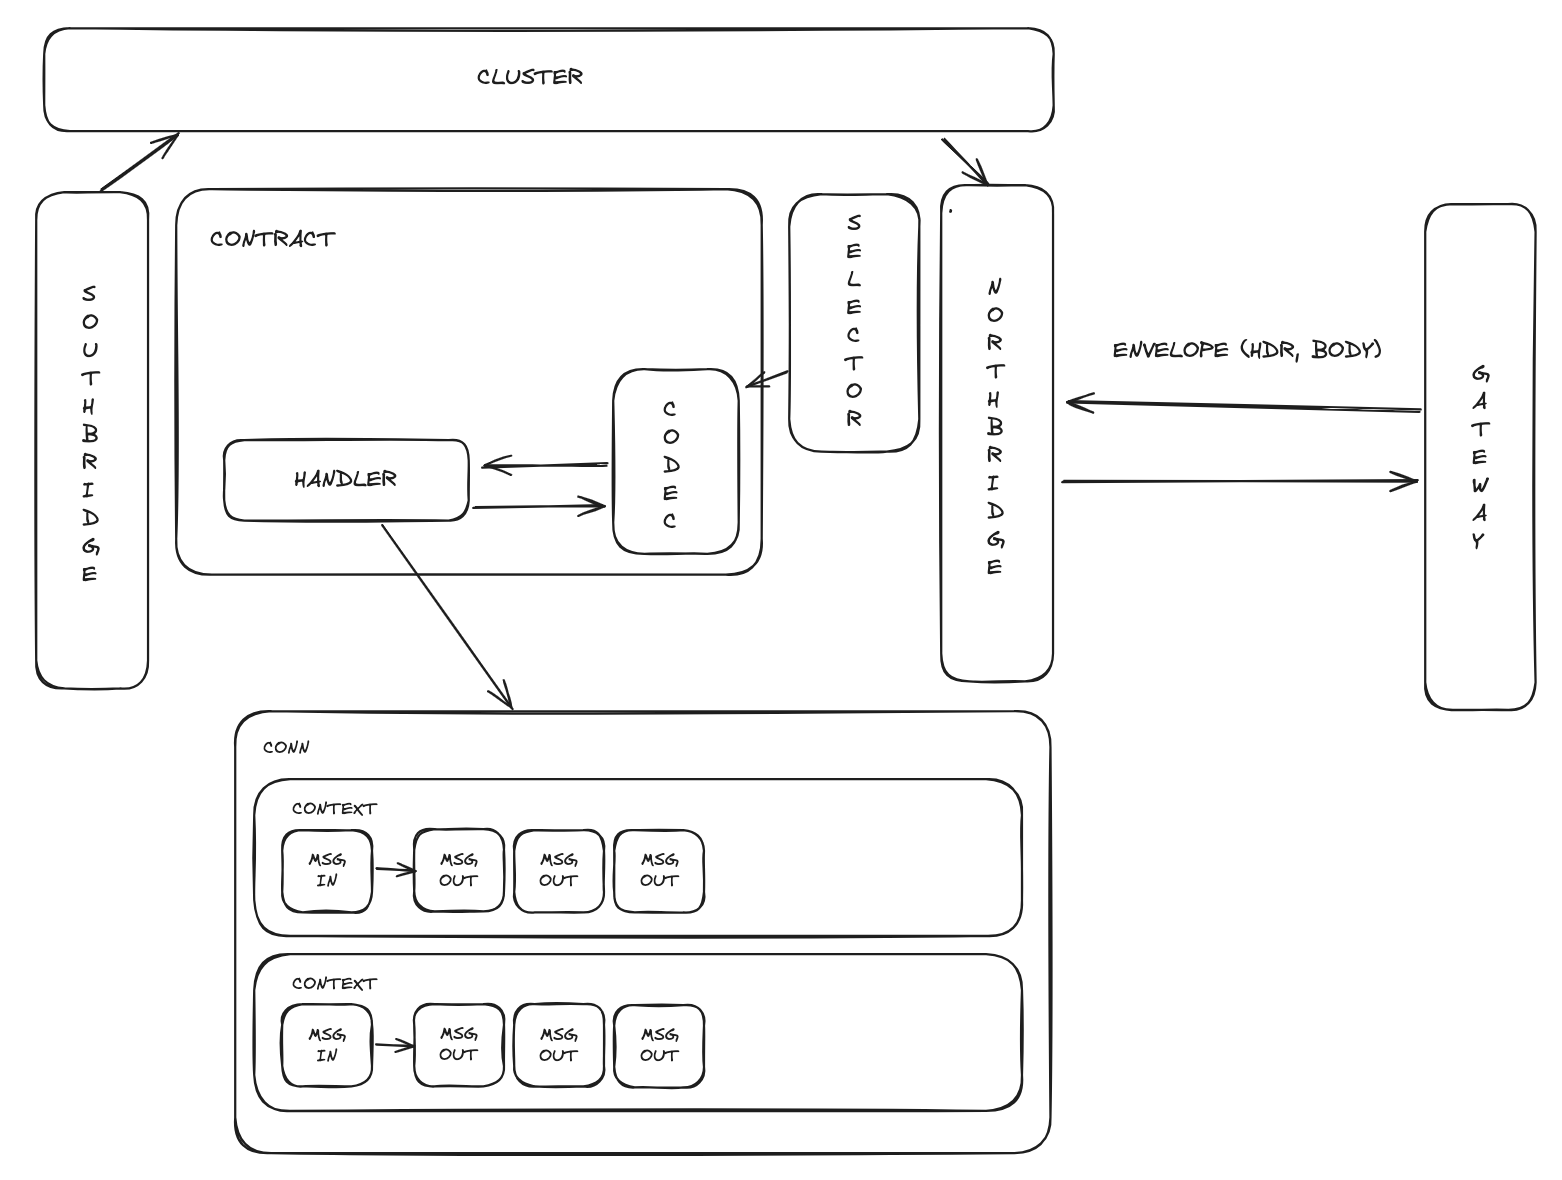 CLUSTER
CONTRACT
SELECTOR
SOUTHBRIDGE
NORTHBRIDGE
ENVELOPE (HDR, BODY)
GATEWAY
CODEC
HANDLER
CONN
CONTEXT
MSG
IN
MSG
OUT
MSG
OUT
MSG
OUT
CONTEXT
MSG
IN
MSG
OUT
MSG
OUT
MSG
OUT